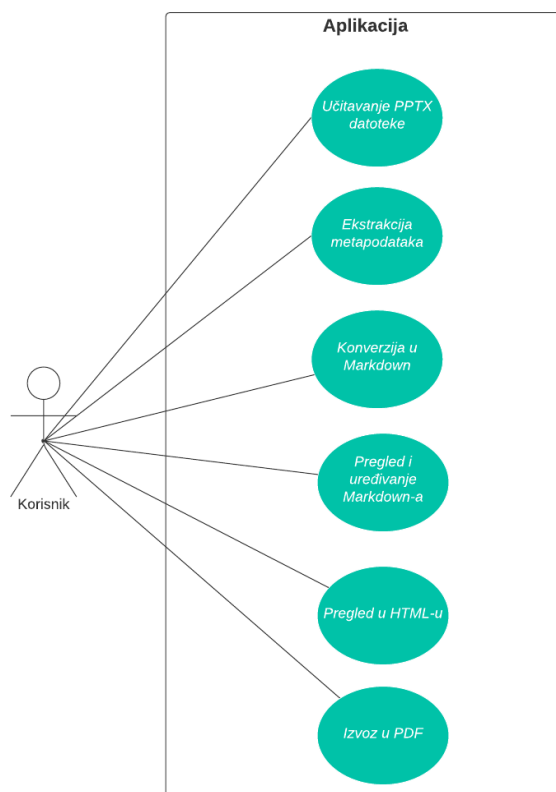 Aplikacija
Učitavanje PPTX
datoteke
Ekstrakcija
metapodataka
Konverzija u
Markdown
Pregled i
uređivanje
Markdown-a
Korisnik
Pregled u HTML-u
Izvoz u PDF